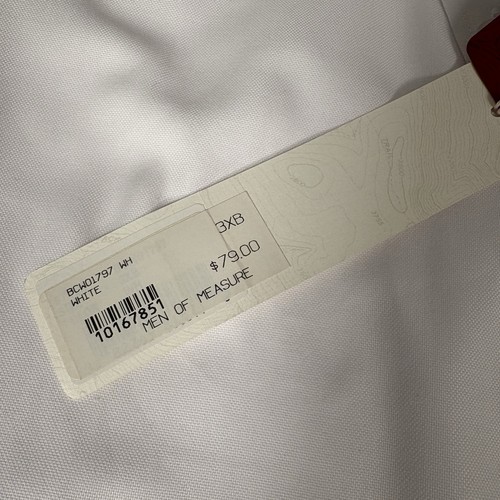 BCW01797 WH
3XB
WHITE
$79.00
10167851
MEN OF MEASURE